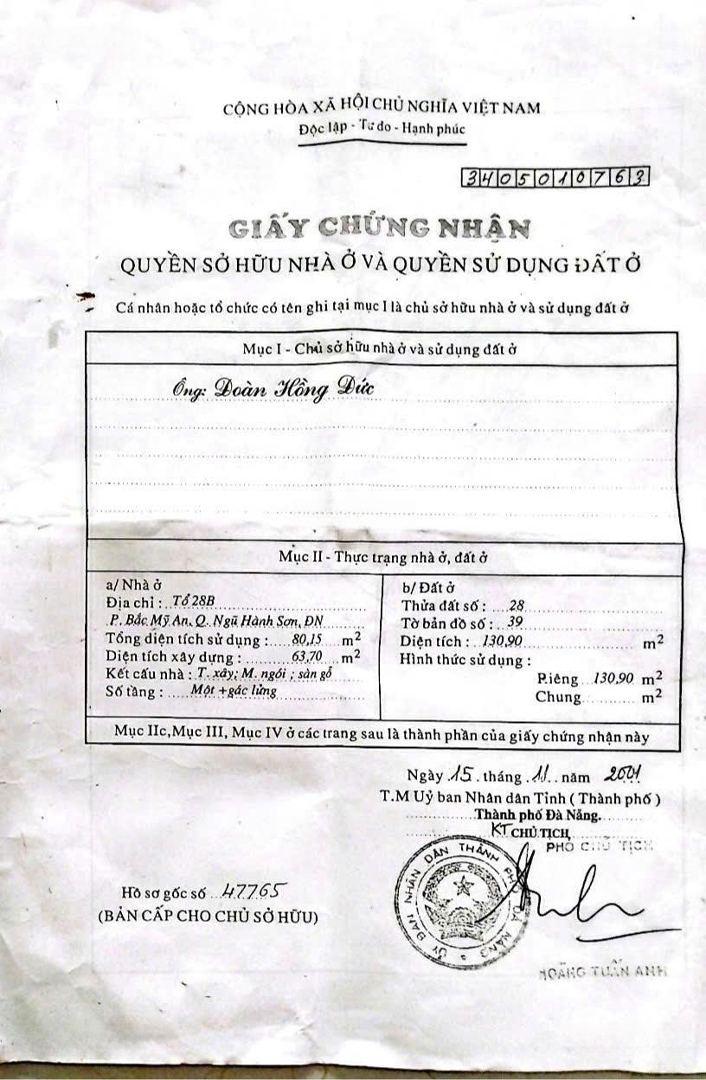 CỘNG HÒA XÃ HỘI CHỦ NGHĨA VIỆT NAM
Độc lập - Tự do - Hạnh phúc
3405010763
GIẤY CHỨNG NHẬN
QUYỀN SỞ HỮU NHÀ Ở VÀ QUYỀN SỬ DỤNG ĐẤT Ở
Cá nhân hoặc tổ chức có tên ghi tại mục I là chủ sở hữu nhà ở và sử dụng đất ở
Mục I - Chủ sở hữu nhà ở và sử dụng đất ở
Ông: Đoàn Hồng Đức
Mục II - Thực trạng nhà ở, đất ở
a/ Nhà ở
Địa chỉ : Tổ 28B
P. Bắc Mỹ An, Q. Ngũ Hành Sơn, ĐN
Tổng diện tích sử dụng : 80,15 m²
Diện tích xây dựng : 63,70 m²
Kết cấu nhà : T. xây; M. ngói ; sàn gỗ
Số tầng : Một + gác lửng
b/ Đất ở
Thửa đất số : 28
Tờ bản đồ số : 39
Diện tích : 130,90 m²
Hình thức sử dụng :
Riêng 130,90 m²
Chung m²
Mục IIc, Mục III, Mục IV ở các trang sau là thành phần của giấy chứng nhận này
Ngày 15 tháng 11 năm 2001
T.M Uỷ ban Nhân dân Tỉnh ( Thành phố )
Thành phố Đà Nẵng
KT CHỦ TỊCH
PHÓ CHỦ TỊCH
ỦY BAN NHÂN DÂN THÀNH PHỐ ĐÀ NẴNG
HOÀNG TUẤN ANH
Hồ sơ gốc số 47765
(BẢN CẤP CHO CHỦ SỞ HỮU)